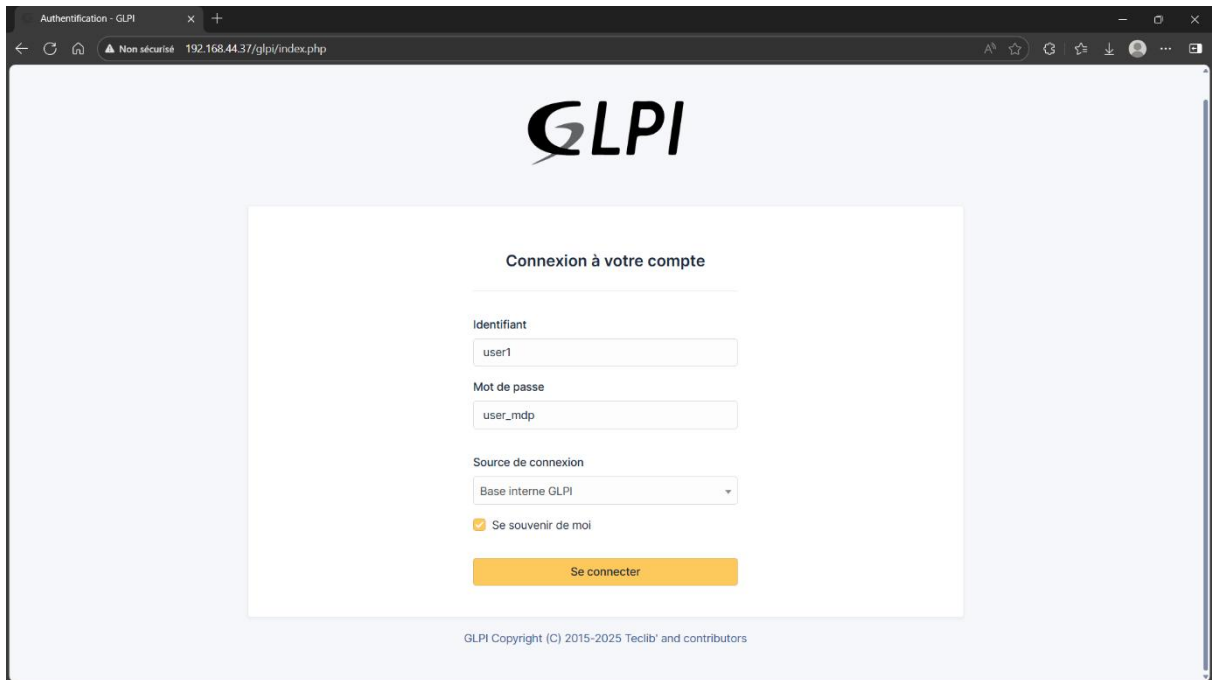 Authentification - GLPI
Non sécurisé 192.168.44.37/glpi/index.php
GLPI
Connexion à votre compte
Identifiant
user1
Mot de passe
user_mdp
Source de connexion
Base interne GLPI
Se souvenir de moi
Se connecter
GLPI Copyright (C) 2015-2025 Teclib' and contributors